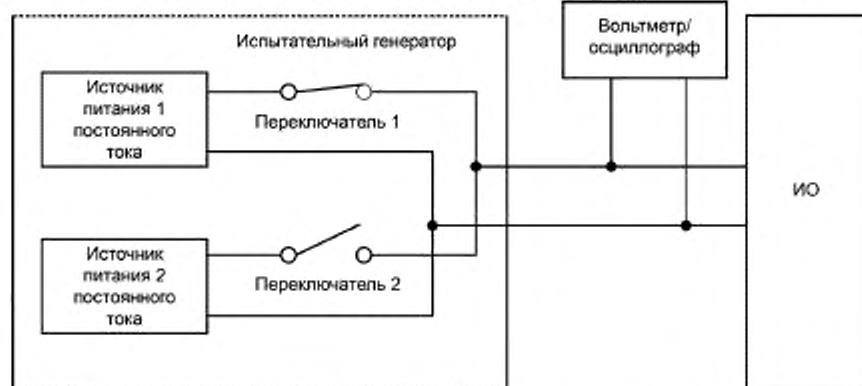 Испытательный генератор
Вольтметр/
осциллограф
Источник
питания 1
постоянного
тока
Переключатель 1
ИО
Источник
питания 2
постоянного
тока
Переключатель 2